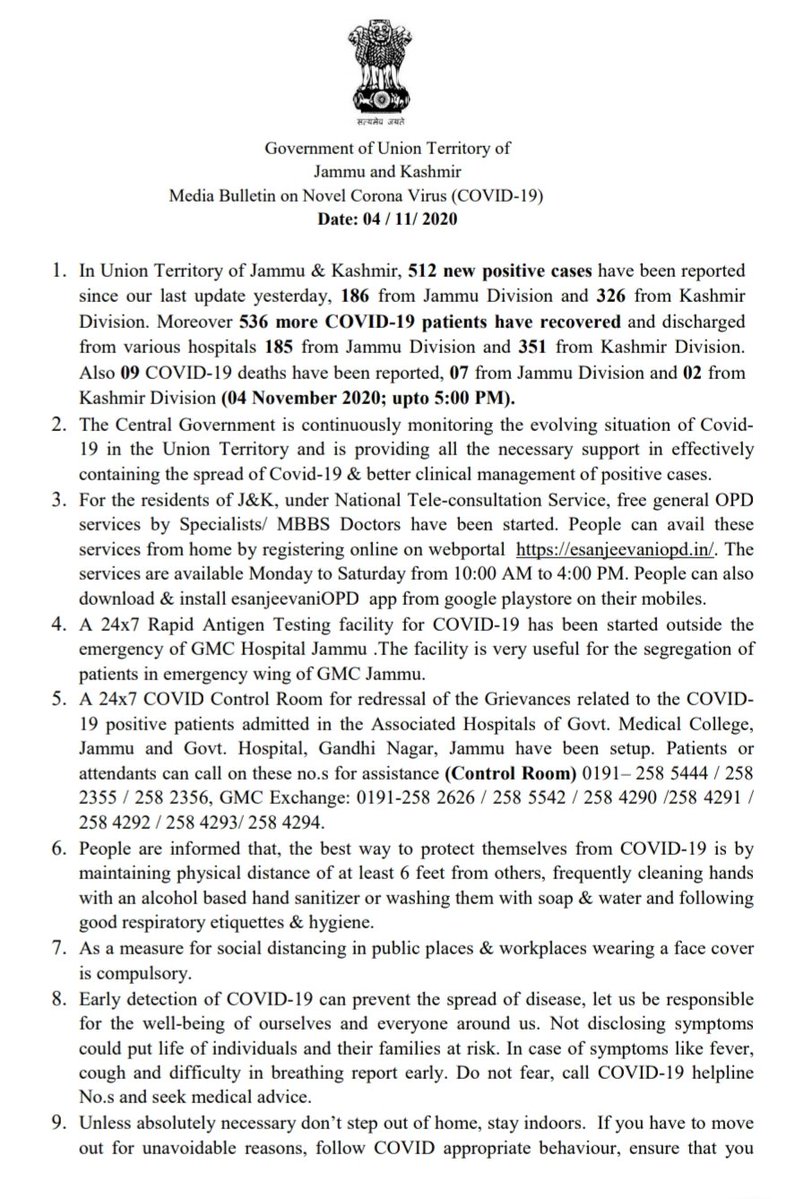 सत्यमेव जयते
Government of Union Territory of
Jammu and Kashmir
Media Bulletin on Novel Corona Virus (COVID-19)
Date: 04 / 11/ 2020
1. In Union Territory of Jammu & Kashmir, 512 new positive cases have been reported
since our last update yesterday, 186 from Jammu Division and 326 from Kashmir
Division. Moreover 536 more COVID-19 patients have recovered and discharged
from various hospitals 185 from Jammu Division and 351 from Kashmir Division.
Also 09 COVID-19 deaths have been reported, 07 from Jammu Division and 02 from
Kashmir Division (04 November 2020; upto 5:00 PM).
2. The Central Government is continuously monitoring the evolving situation of Covid-
19 in the Union Territory and is providing all the necessary support in effectively
containing the spread of Covid-19 & better clinical management of positive cases.
3. For the residents of J&K, under National Tele-consultation Service, free general OPD
services by Specialists/ MBBS Doctors have been started. People can avail these
services from home by registering online on webportal https://esanjeevaniopd.in/. The
services are available Monday to Saturday from 10:00 AM to 4:00 PM. People can also
download & install esanjeevaniOPD app from google playstore on their mobiles.
4. A 24x7 Rapid Antigen Testing facility for COVID-19 has been started outside the
emergency of GMC Hospital Jammu .The facility is very useful for the segregation of
patients in emergency wing of GMC Jammu.
5. A 24x7 COVID Control Room for redressal of the Grievances related to the COVID-
19 positive patients admitted in the Associated Hospitals of Govt. Medical College,
Jammu and Govt. Hospital, Gandhi Nagar, Jammu have been setup. Patients or
attendants can call on these no.s for assistance (Control Room) 0191– 258 5444 / 258
2355 / 258 2356, GMC Exchange: 0191-258 2626 / 258 5542 / 258 4290 /258 4291 /
258 4292 / 258 4293/ 258 4294.
6. People are informed that, the best way to protect themselves from COVID-19 is by
maintaining physical distance of at least 6 feet from others, frequently cleaning hands
with an alcohol based hand sanitizer or washing them with soap & water and following
good respiratory etiquettes & hygiene.
7. As a measure for social distancing in public places & workplaces wearing a face cover
is compulsory.
8. Early detection of COVID-19 can prevent the spread of disease, let us be responsible
for the well-being of ourselves and everyone around us. Not disclosing symptoms
could put life of individuals and their families at risk. In case of symptoms like fever,
cough and difficulty in breathing report early. Do not fear, call COVID-19 helpline
No.s and seek medical advice.
9. Unless absolutely necessary don’t step out of home, stay indoors. If you have to move
out for unavoidable reasons, follow COVID appropriate behaviour, ensure that you